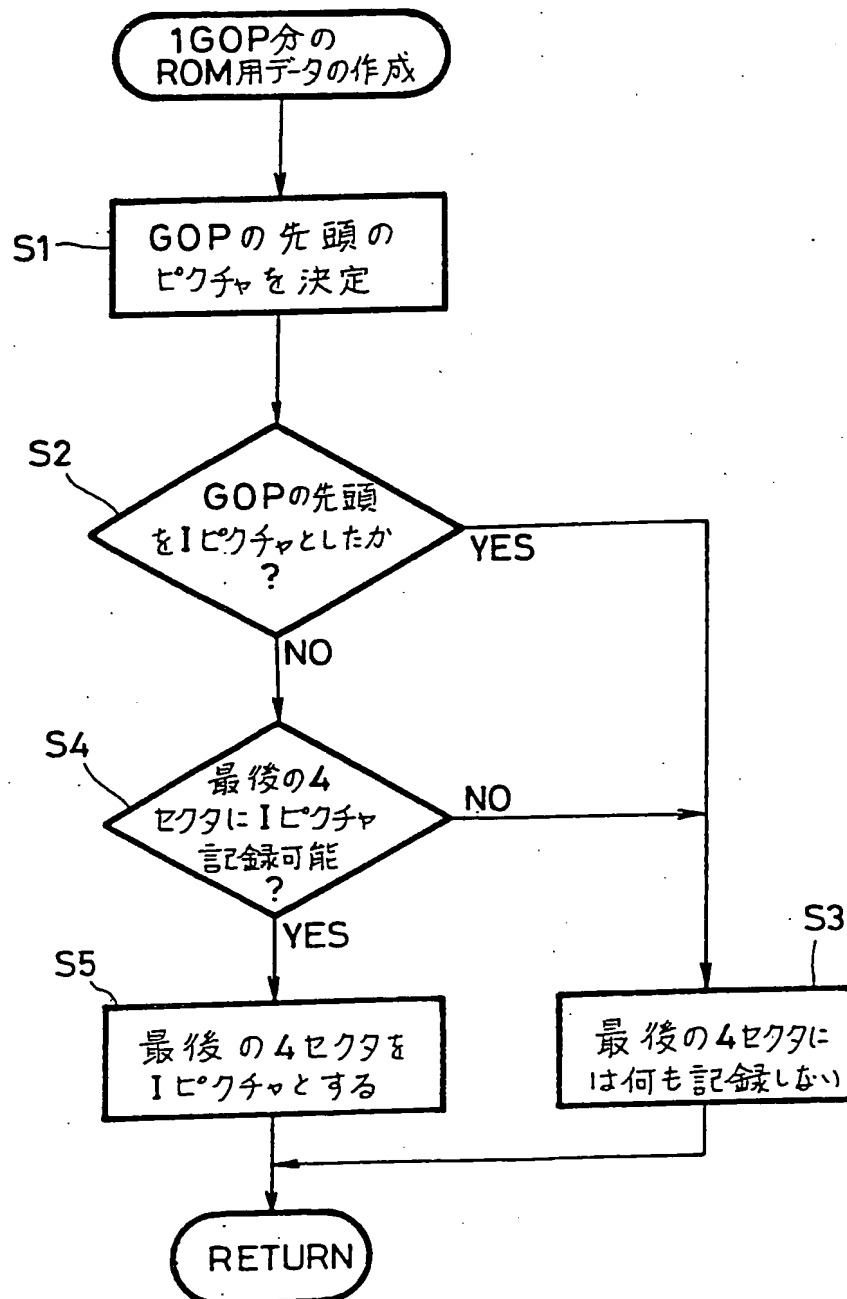 1GOP分の
ROM用データの作成
S1
GOPの先頭の
ピクチャを決定
S2
GOPの先頭
をIピクチャとしたか
?
YES
NO
S4
最後の4
セクタにIピクチャ
記録可能
?
NO
YES
S3
S5
最後の4セクタを
Iピクチャとする
最後の4セクタに
は何も記録しない
RETURN